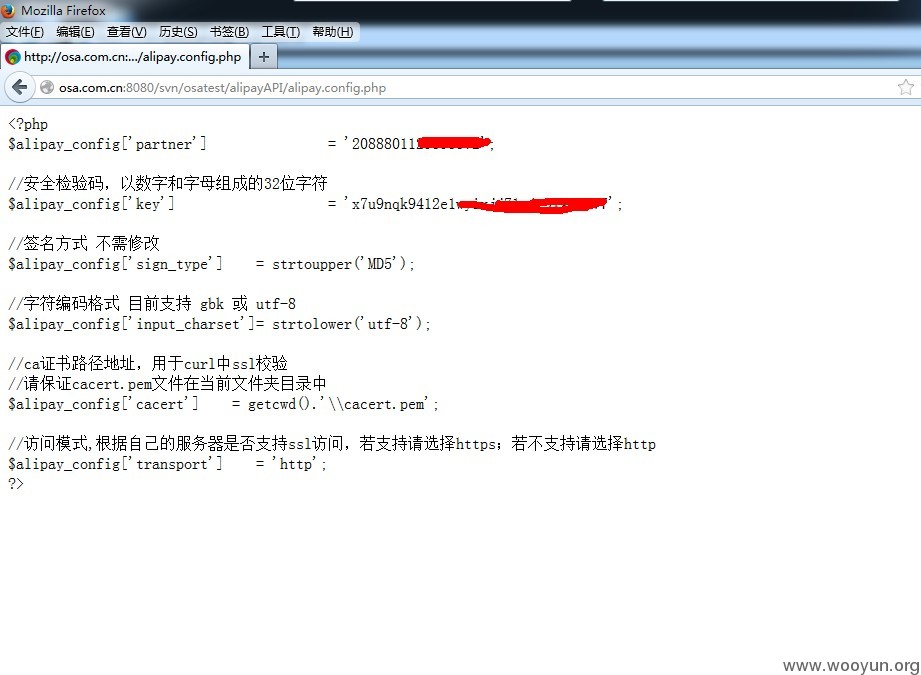 Mozilla Firefox
文件(F) 编辑(E) 查看(V) 历史(S) 书签(B) 工具(T) 帮助(H)
http://osa.com.cn:.../alipay.config.php
osa.com.cn:8080/svn/osatest/alipayAPI/alipay.config.php
<?php
$alipay_config['partner'] = '208880112';
//安全检验码，以数字和字母组成的32位字符
$alipay_config['key'] = 'x7u9nqk9412e1w';
//签名方式 不需修改
$alipay_config['sign_type'] = strtoupper('MD5');
//字符编码格式 目前支持 gbk 或 utf-8
$alipay_config['input_charset']= strtolower('utf-8');
//ca证书路径地址，用于curl中ssl校验
//请保证cacert.pem文件在当前文件夹目录中
$alipay_config['cacert'] = getcwd().'\\cacert.pem';
//访问模式,根据自己的服务器是否支持ssl访问，若支持请选择https；若不支持请选择http
$alipay_config['transport'] = 'http';
?>
www.wooyun.org